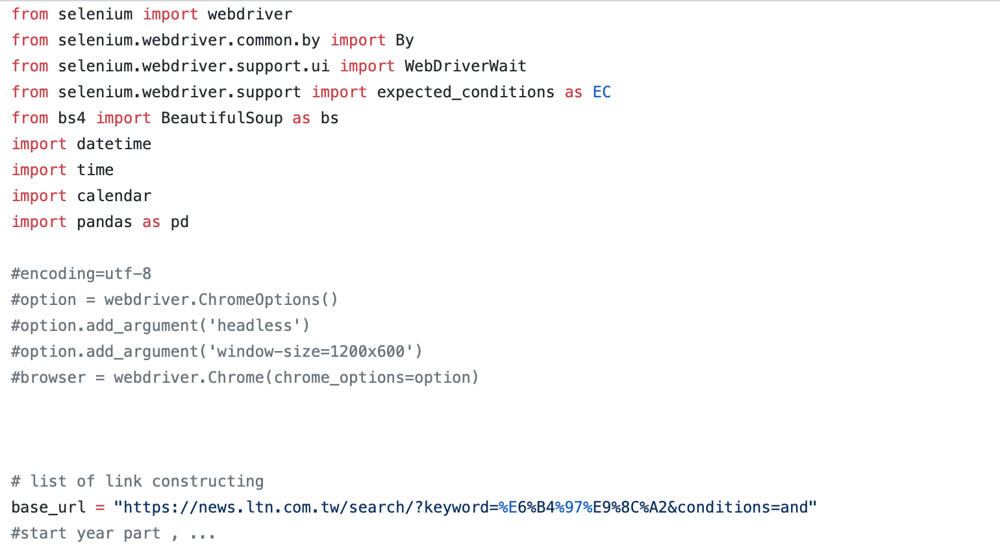 from selenium import webdriver
from selenium.webdriver.common.by import By
from selenium.webdriver.support.ui import WebDriverWait
from selenium.webdriver.support import expected_conditions as EC
from bs4 import BeautifulSoup as bs
import datetime
import time
import calendar
import pandas as pd
#encoding=utf-8
#option = webdriver.ChromeOptions()
#option.add_argument('headless')
#option.add_argument('window-size=1200x600')
#browser = webdriver.Chrome(chrome_options=option)
# list of link constructing
base_url = "https://news.ltn.com.tw/search/?keyword=%E6%B4%97%E9%8C%A2&conditions=and"
#start year part , ...